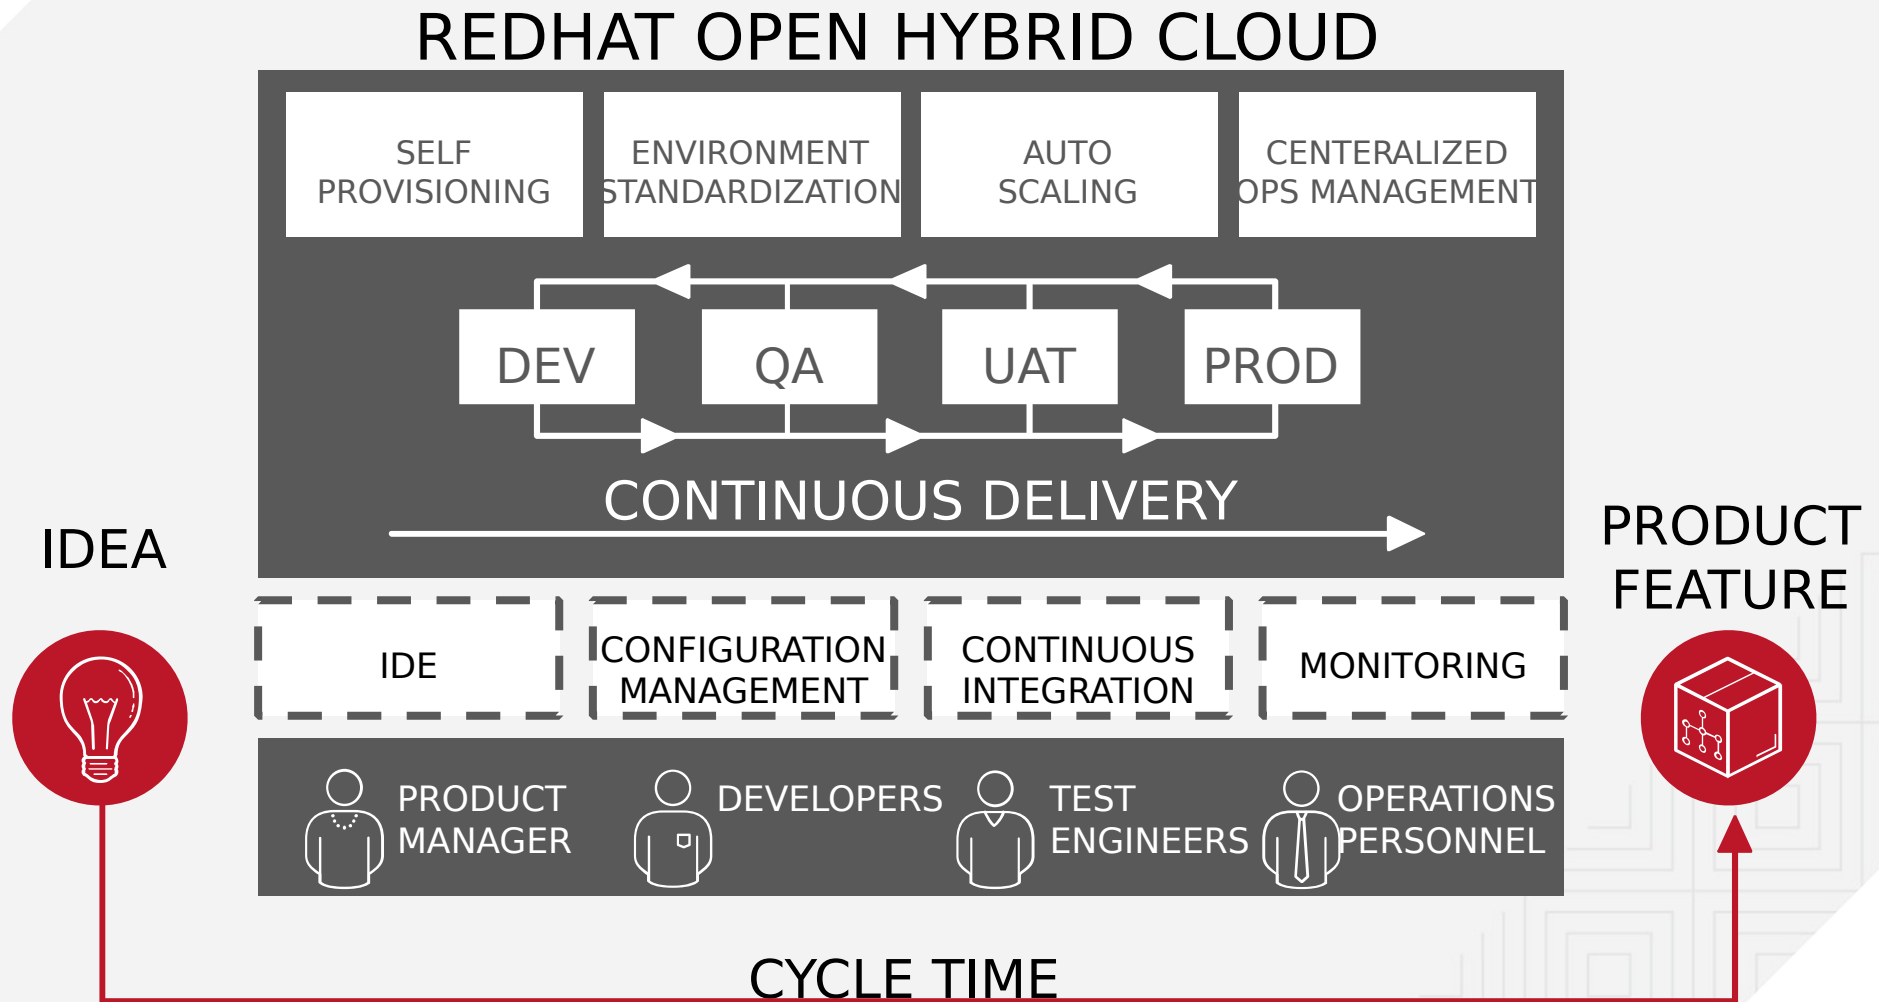 REDHAT OPEN HYBRID CLOUD
SELF
PROVISIONING
ENVIRONMENT
STANDARDIZATION
AUTO
SCALING
CENTERALIZED
OPS MANAGEMENT
DEV
QA
UAT
PROD
CONTINUOUS DELIVERY
IDEA
PRODUCT
FEATURE
IDE
CONFIGURATION
MANAGEMENT
CONTINUOUS
INTEGRATION
MONITORING
PRODUCT
MANAGER
DEVELOPERS
TEST
ENGINEERS
OPERATIONS
PERSONNEL
CYCLE TIME